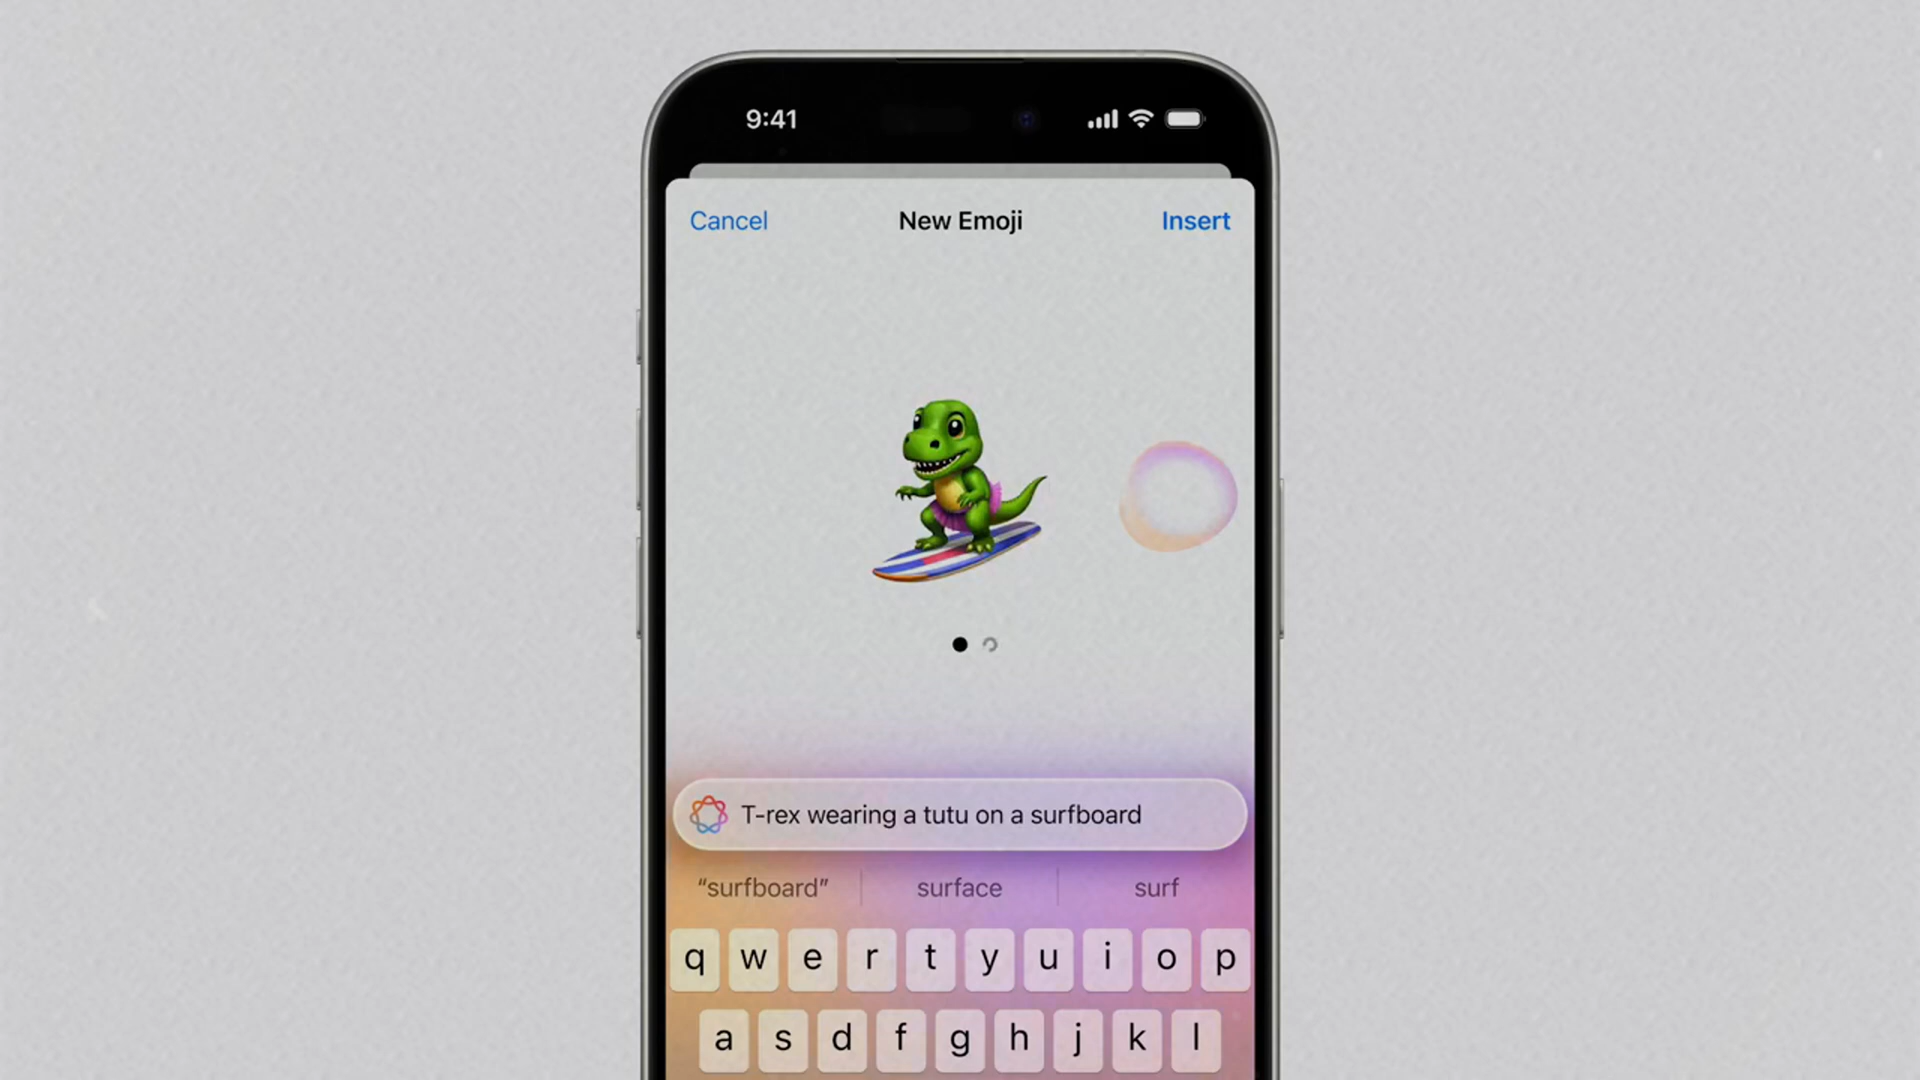 9:41
Cancel New Emoji Insert
T-rex wearing a tutu on a surfboard
“surfboard” surface surf
q w e r t y u i o p
a s d f g h j k l